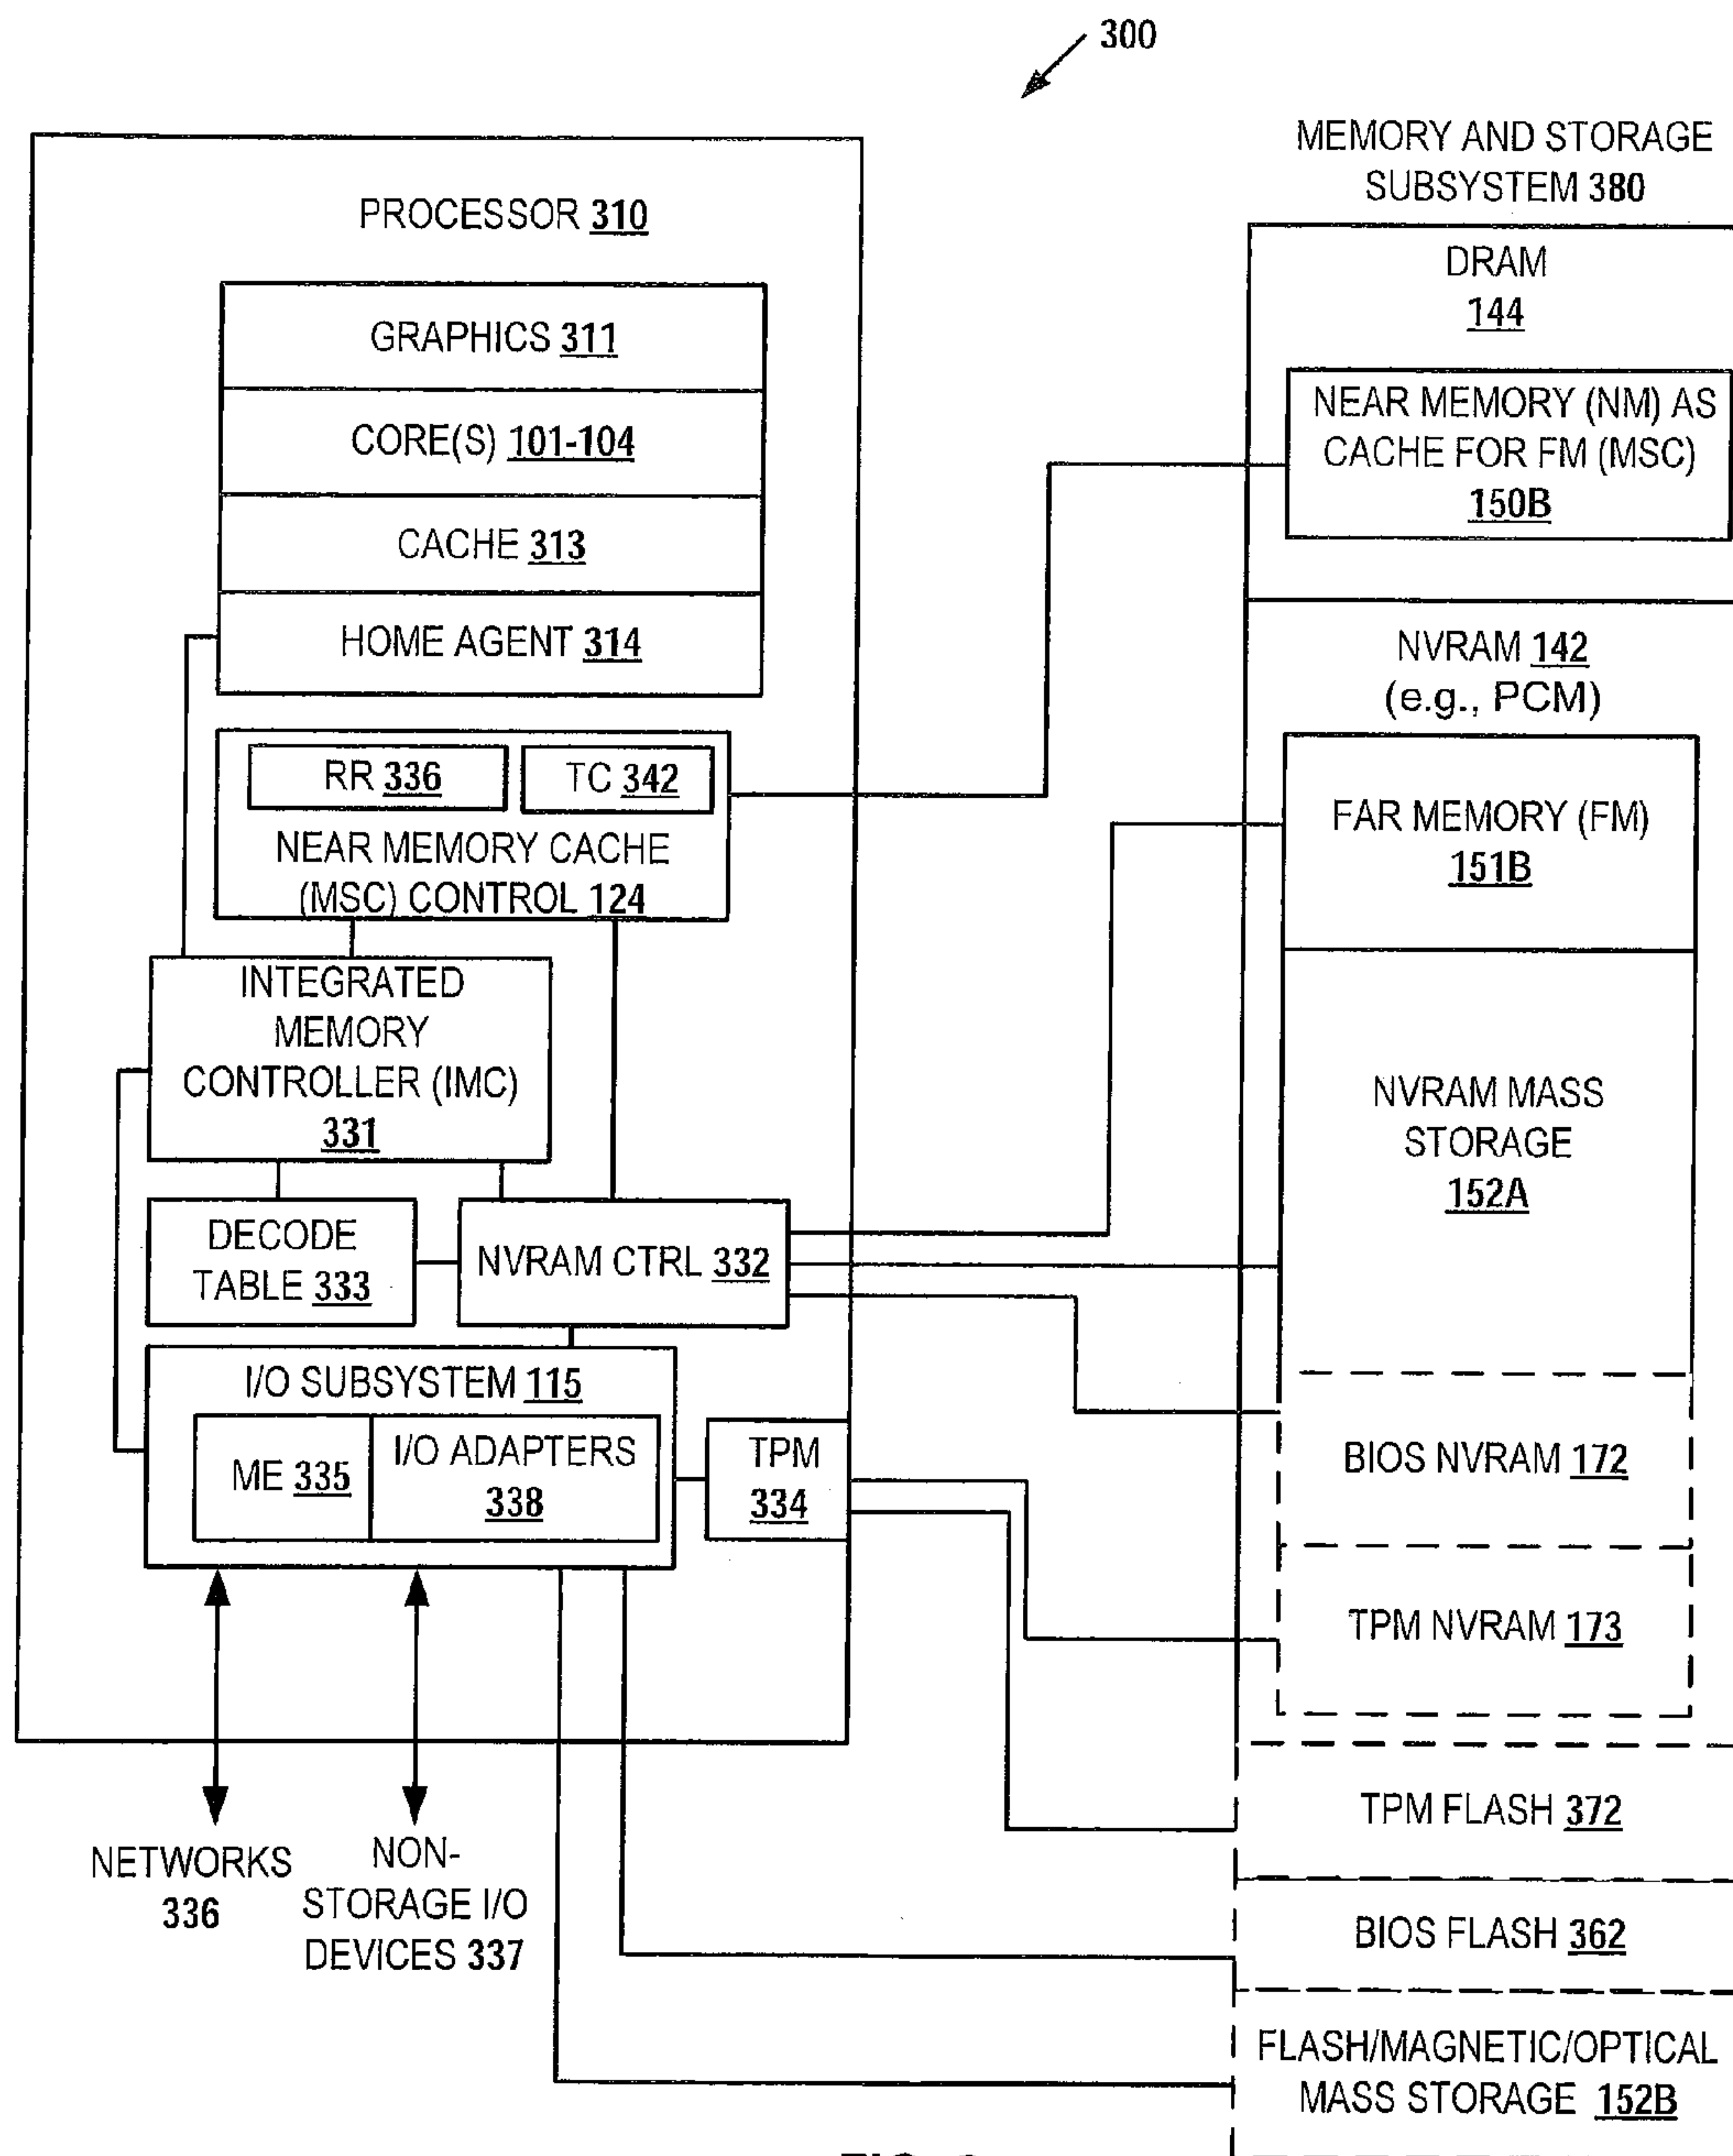 300
PROCESSOR 310
GRAPHICS 311
CORE(S) 101-104
CACHE 313
HOME AGENT 314
RR 336
TC 342
NEAR MEMORY CACHE
(MSC) CONTROL 124
INTEGRATED
MEMORY
CONTROLLER (IMC)
331
DECODE
TABLE 333
NVRAM CTRL 332
I/O SUBSYSTEM 115
ME 335
I/O ADAPTERS
338
TPM
334
NETWORKS
336
NON-
STORAGE I/O
DEVICES 337
MEMORY AND STORAGE
SUBSYSTEM 380
DRAM
144
NEAR MEMORY (NM) AS
CACHE FOR FM (MSC)
150B
NVRAM 142
(e.g., PCM)
FAR MEMORY (FM)
151B
NVRAM MASS
STORAGE
152A
BIOS NVRAM 172
TPM NVRAM 173
TPM FLASH 372
BIOS FLASH 362
FLASH/MAGNETIC/OPTICAL
MASS STORAGE 152B